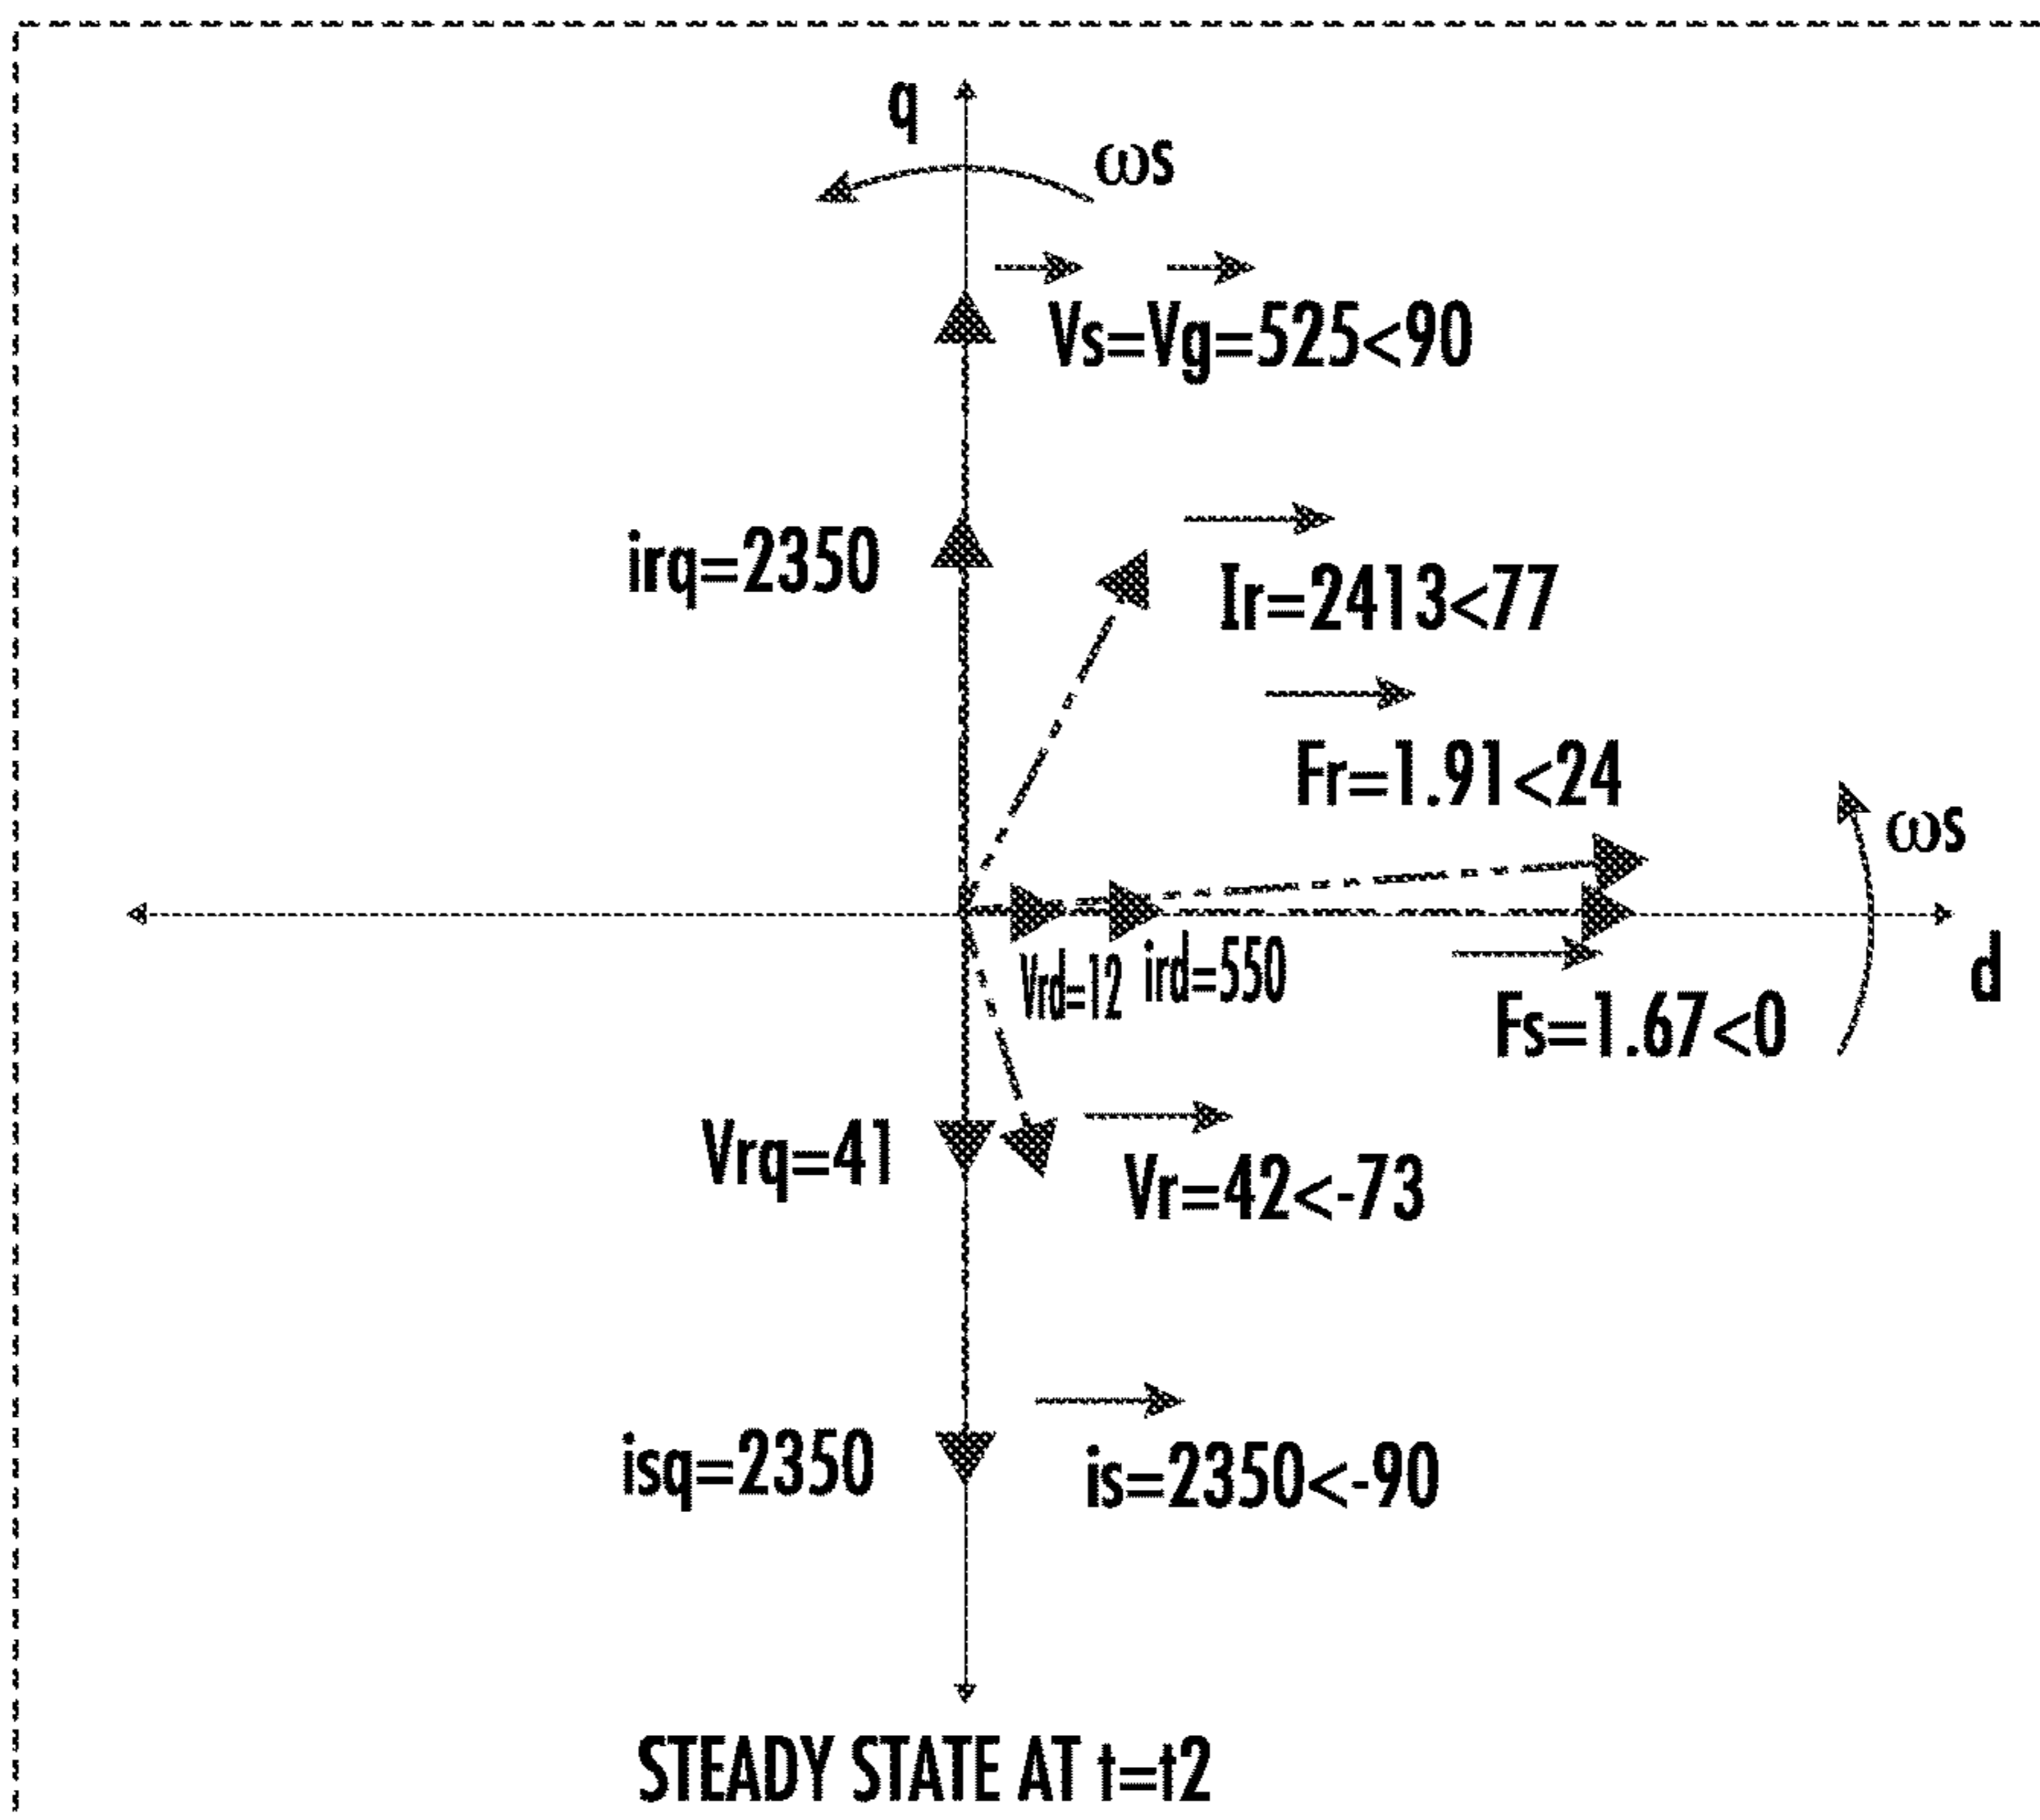 q
ωs
Vs=Vg=525<90
irq=2350
Ir=2413<77
Fr=1.91<24
ωs
Vrd=12
ird=550
d
Fs=1.67<0
Vrq=41
Vr=42<-73
isq=2350
is=2350<-90
STEADY STATE AT t=t2